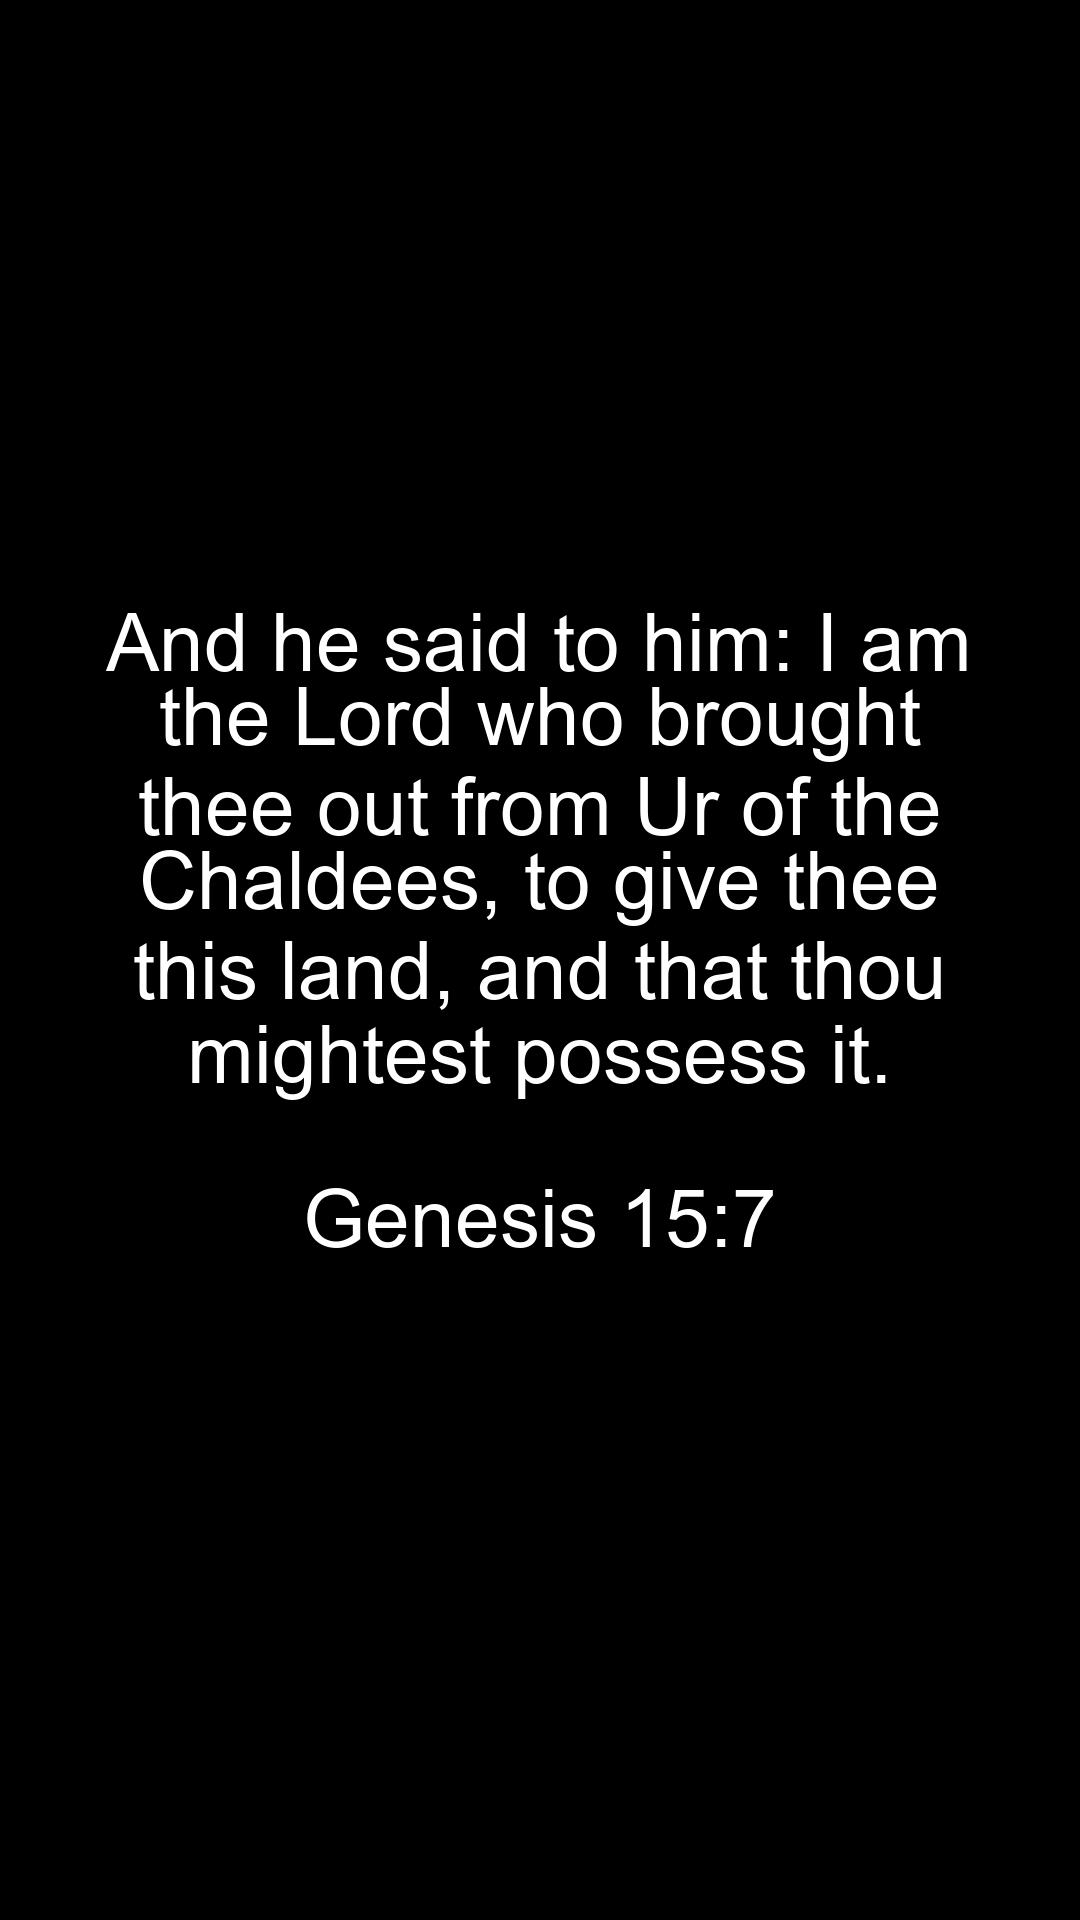 And he said to him: I am
the Lord who brought
thee out from Ur of the
Chaldees, to give thee
this land, and that thou
mightest possess it.
Genesis 15:7